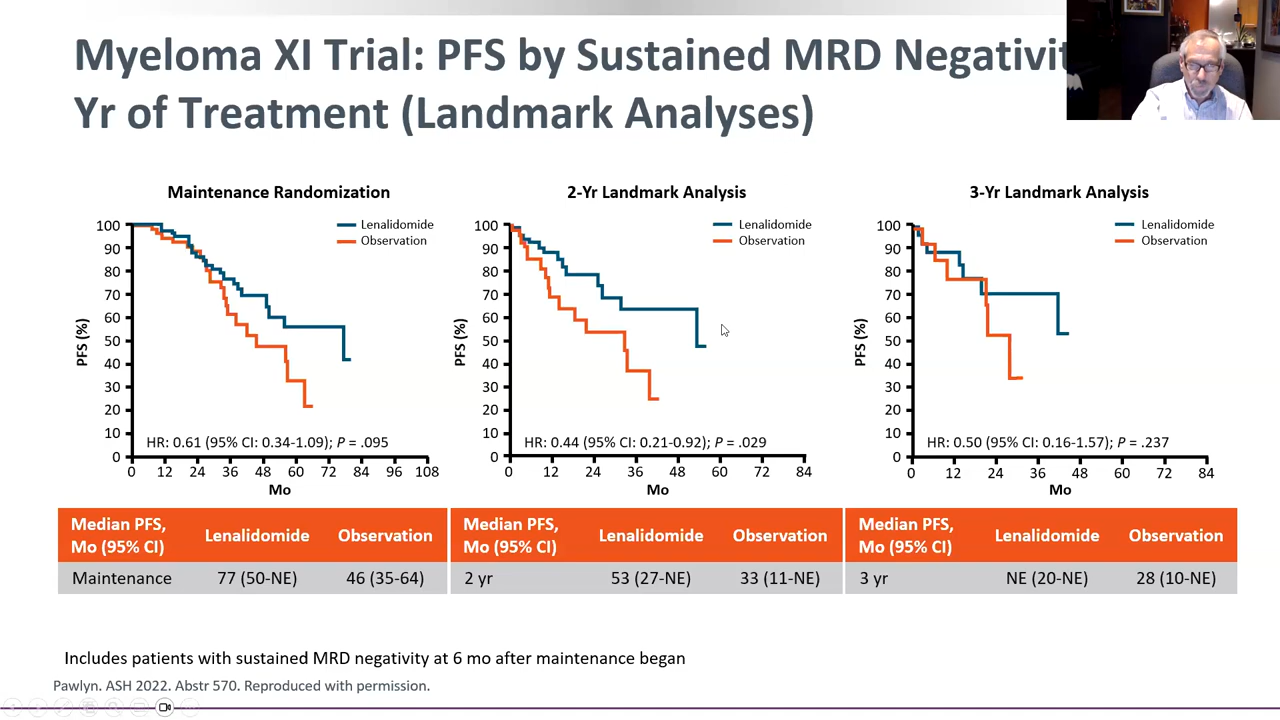 Myeloma XI Trial: PFS by Sustained MRD Negativit
Yr of Treatment (Landmark Analyses)
Maintenance Randomization
PFS (%)
100
90
80
70
60
50
40
30
20
10
0
Lenalidomide
Observation
HR: 0.61 (95% CI: 0.34-1.09); P = .095
0 12 24 36 48 60 72 84 96 108
Mo
2-Yr Landmark Analysis
PFS (%)
100
90
80
70
60
50
40
30
20
10
0
Lenalidomide
Observation
HR: 0.44 (95% CI: 0.21-0.92); P = .029
0 12 24 36 48 60 72 84
Mo
3-Yr Landmark Analysis
PFS (%)
100
90
80
70
60
50
40
30
20
10
0
Lenalidomide
Observation
HR: 0.50 (95% CI: 0.16-1.57); P = .237
0 12 24 36 48 60 72 84
Mo
Median PFS,
Mo (95% CI) Lenalidomide Observation
Maintenance 77 (50-NE) 46 (35-64)
Median PFS,
Mo (95% CI) Lenalidomide Observation
2 yr 53 (27-NE) 33 (11-NE)
Median PFS,
Mo (95% CI) Lenalidomide Observation
3 yr NE (20-NE) 28 (10-NE)
Includes patients with sustained MRD negativity at 6 mo after maintenance began
Pawlyn. ASH 2022. Abstr 570. Reproduced with permission.